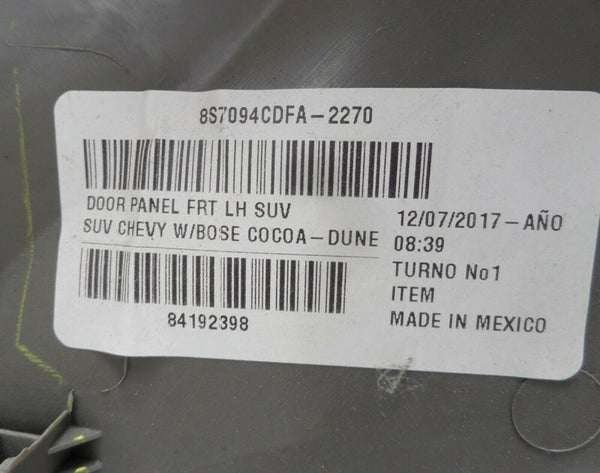 8S7094CDFA-2270
DOOR PANEL FRT LH SUV
SUV CHEVY W/BOSE COCOA-DUNE
84192398
12/07/2017-AÑO
08:39
TURNO No1
ITEM
MADE IN MEXICO